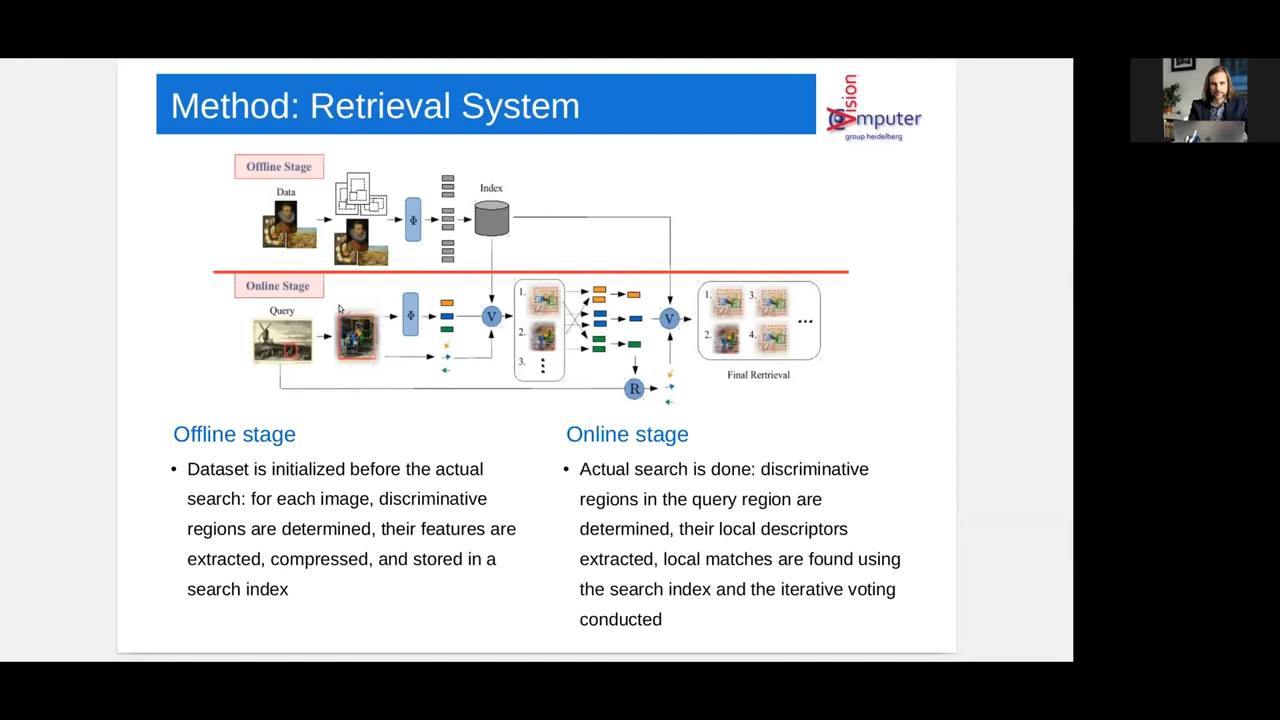 Method: Retrieval System
Vision
Computer
group heidelberg
Offline Stage
Data
Index
Φ
Online Stage
Query
Φ
V
1.
2.
3.
V
R
1.
3.
2.
4.
...
Final Rertrieval
Offline stage
• Dataset is initialized before the actual
search: for each image, discriminative
regions are determined, their features are
extracted, compressed, and stored in a
search index
Online stage
• Actual search is done: discriminative
regions in the query region are
determined, their local descriptors
extracted, local matches are found using
the search index and the iterative voting
conducted